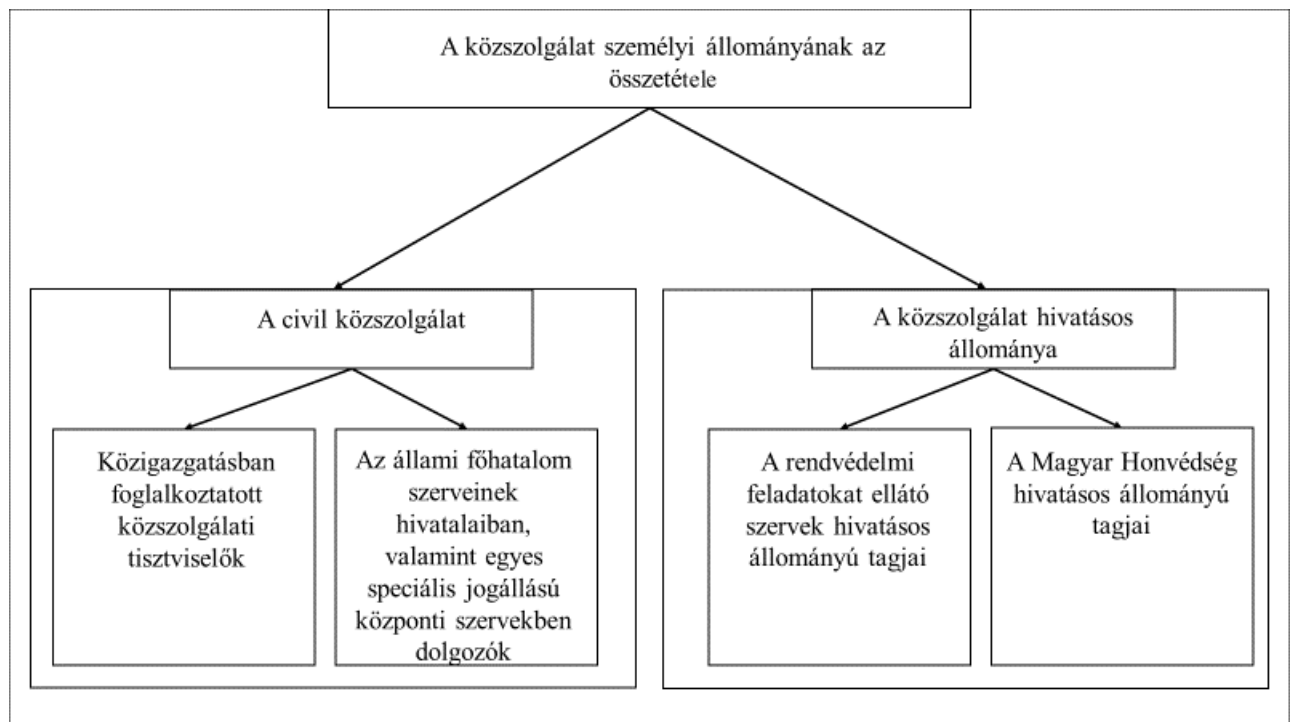 A közszolgálat személyi állományának az
összetétele
A civil közszolgálat
Közigazgatásban
foglalkoztatott
közszolgálati
tisztviselők
Az állami főhatalom
szerveinek
hivatalaiban,
valamint egyes
speciális jogállású
központi szervekben
dolgozók
A közszolgálat hivatásos
állománya
A rendvédelmi
feladatokat ellátó
szervek hivatásos
állományú tagjai
A Magyar Honvédség
hivatásos állományú
tagjai